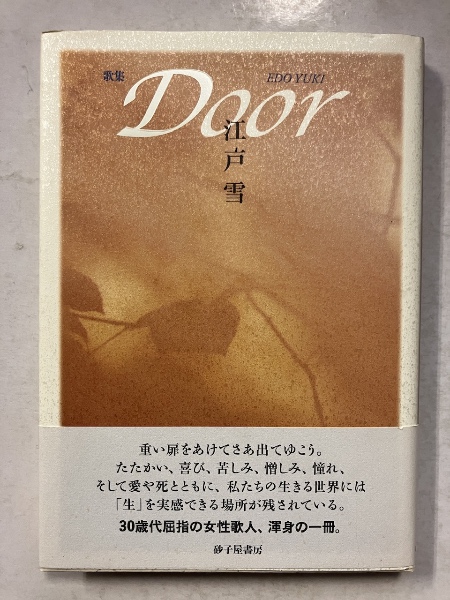 歌集
EDO YUKI
Door
江戸 雪
重い扉をあけてさあ出てゆこう。
たたかい、喜び、苦しみ、憎しみ、憧れ、
そして愛や死とともに、私たちの生きる世界には
「生」を実感できる場所が残されている。
30歳代屈指の女性歌人、渾身の一冊。
砂子屋書房